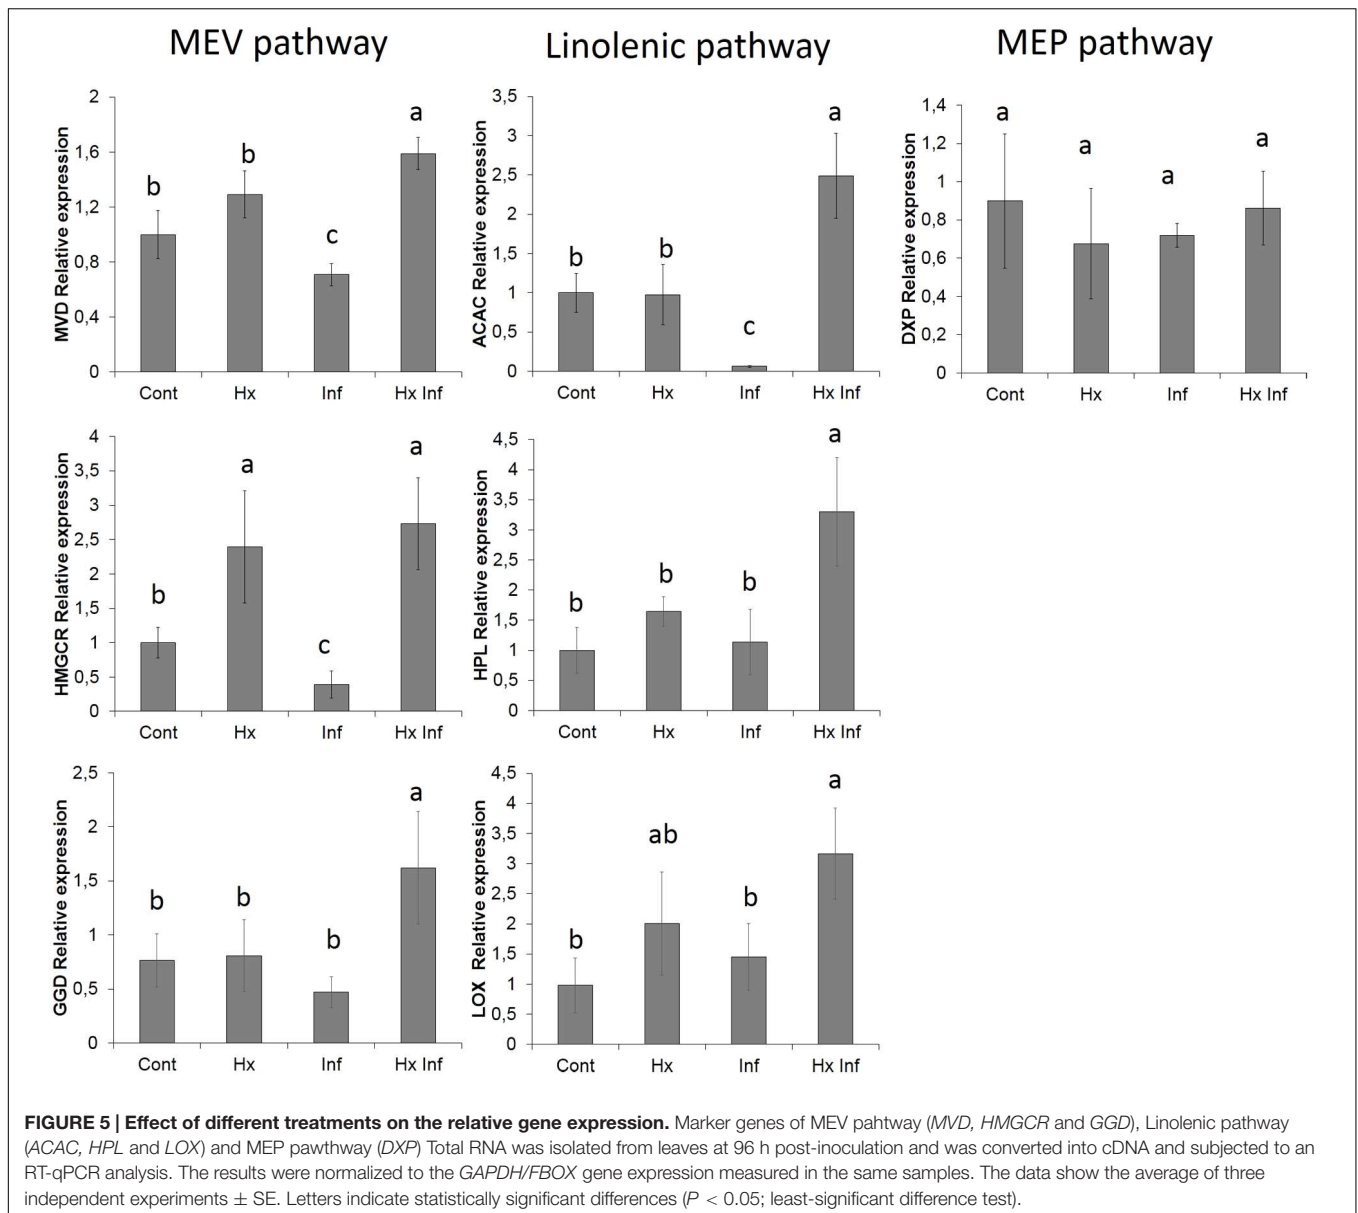 MEV pathway
Linolenic pathway
MEP pathway
MVD Relative expression
2
1,6
1,2
0,8
0,4
0
b
b
c
a
Cont Hx Inf Hx Inf
ACAC Relative expression
3,5
3
2,5
2
1,5
1
0,5
0
b
b
c
a
Cont Hx Inf Hx Inf
DXP Relative expression
1,4
1,2
1
0,8
0,6
0,4
0,2
0
a
a
a
a
Cont Hx Inf Hx Inf
HMGCR Relative expression
4
3,5
3
2,5
2
1,5
1
0,5
0
b
a
c
a
Cont Hx Inf Hx Inf
HPL Relative expression
4,5
4
3,5
3
2,5
2
1,5
1
0,5
0
b
b
b
a
Cont Hx Inf Hx Inf
GGD Relative expression
2,5
2
1,5
1
0,5
0
b
b
b
a
Cont Hx Inf Hx Inf
LOX Relative expression
4,5
4
3,5
3
2,5
2
1,5
1
0,5
0
b
ab
b
a
Cont Hx Inf Hx Inf
FIGURE 5 | Effect of different treatments on the relative gene expression. Marker genes of MEV pahtway (MVD, HMGCR and GGD), Linolenic pathway
(ACAC, HPL and LOX) and MEP pawthway (DXP) Total RNA was isolated from leaves at 96 h post-inoculation and was converted into cDNA and subjected to an
RT-qPCR analysis. The results were normalized to the GAPDH/FBOX gene expression measured in the same samples. The data show the average of three
independent experiments ± SE. Letters indicate statistically significant differences (P < 0.05; least-significant difference test).